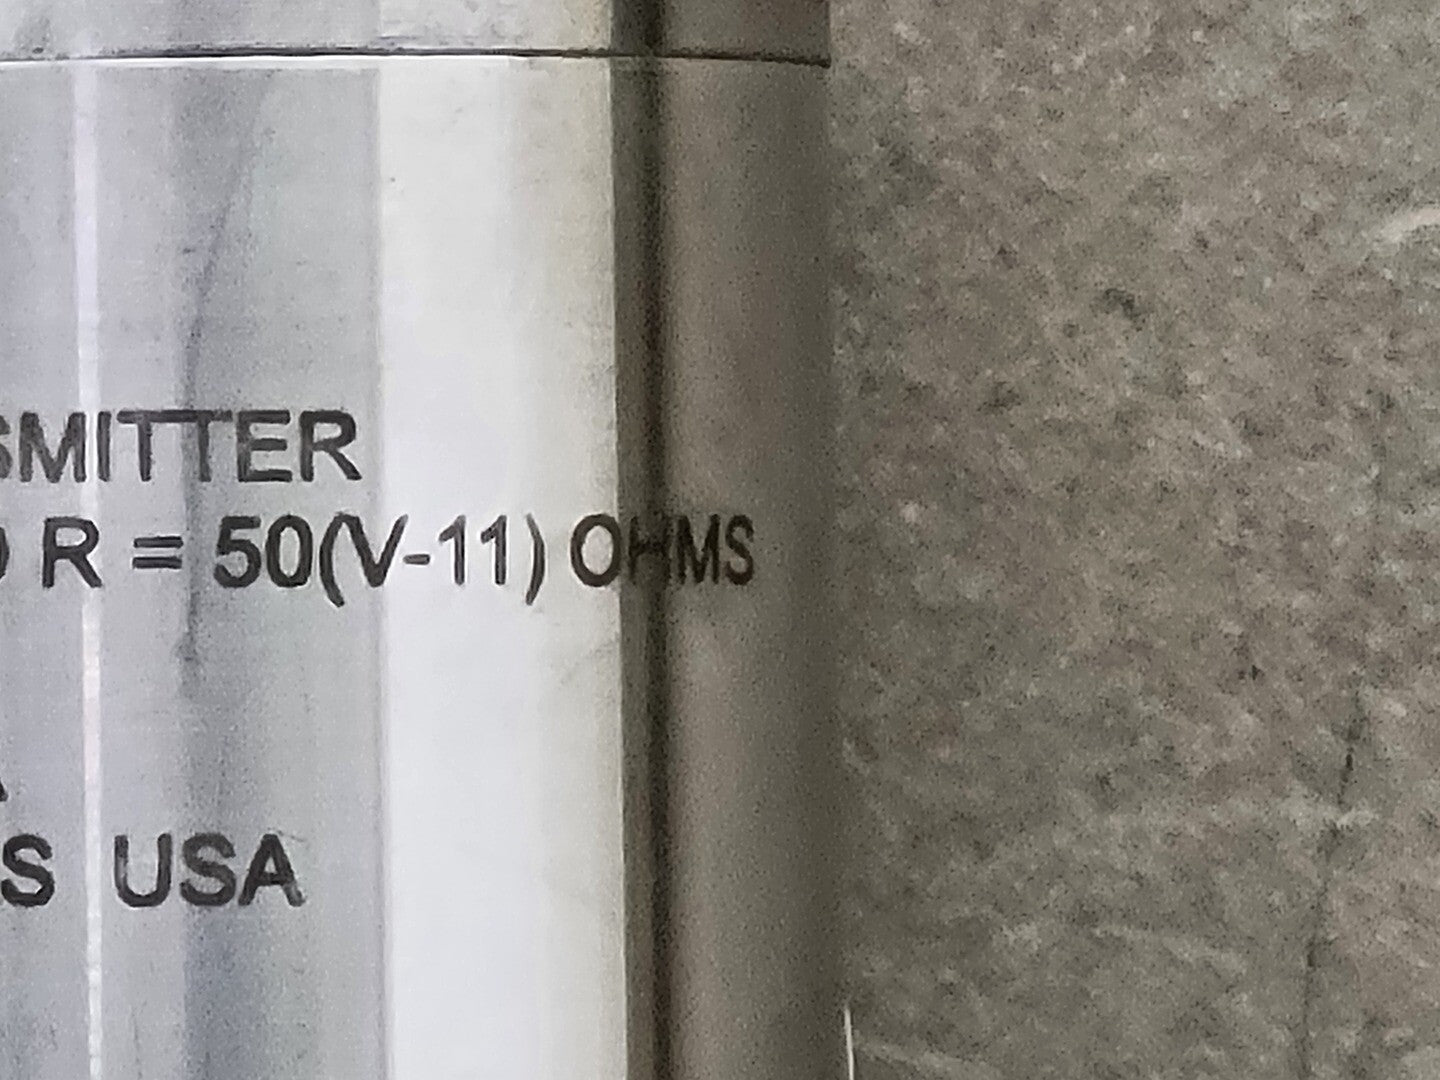 SMITTER
R = 50(V-11) OHMS
S USA